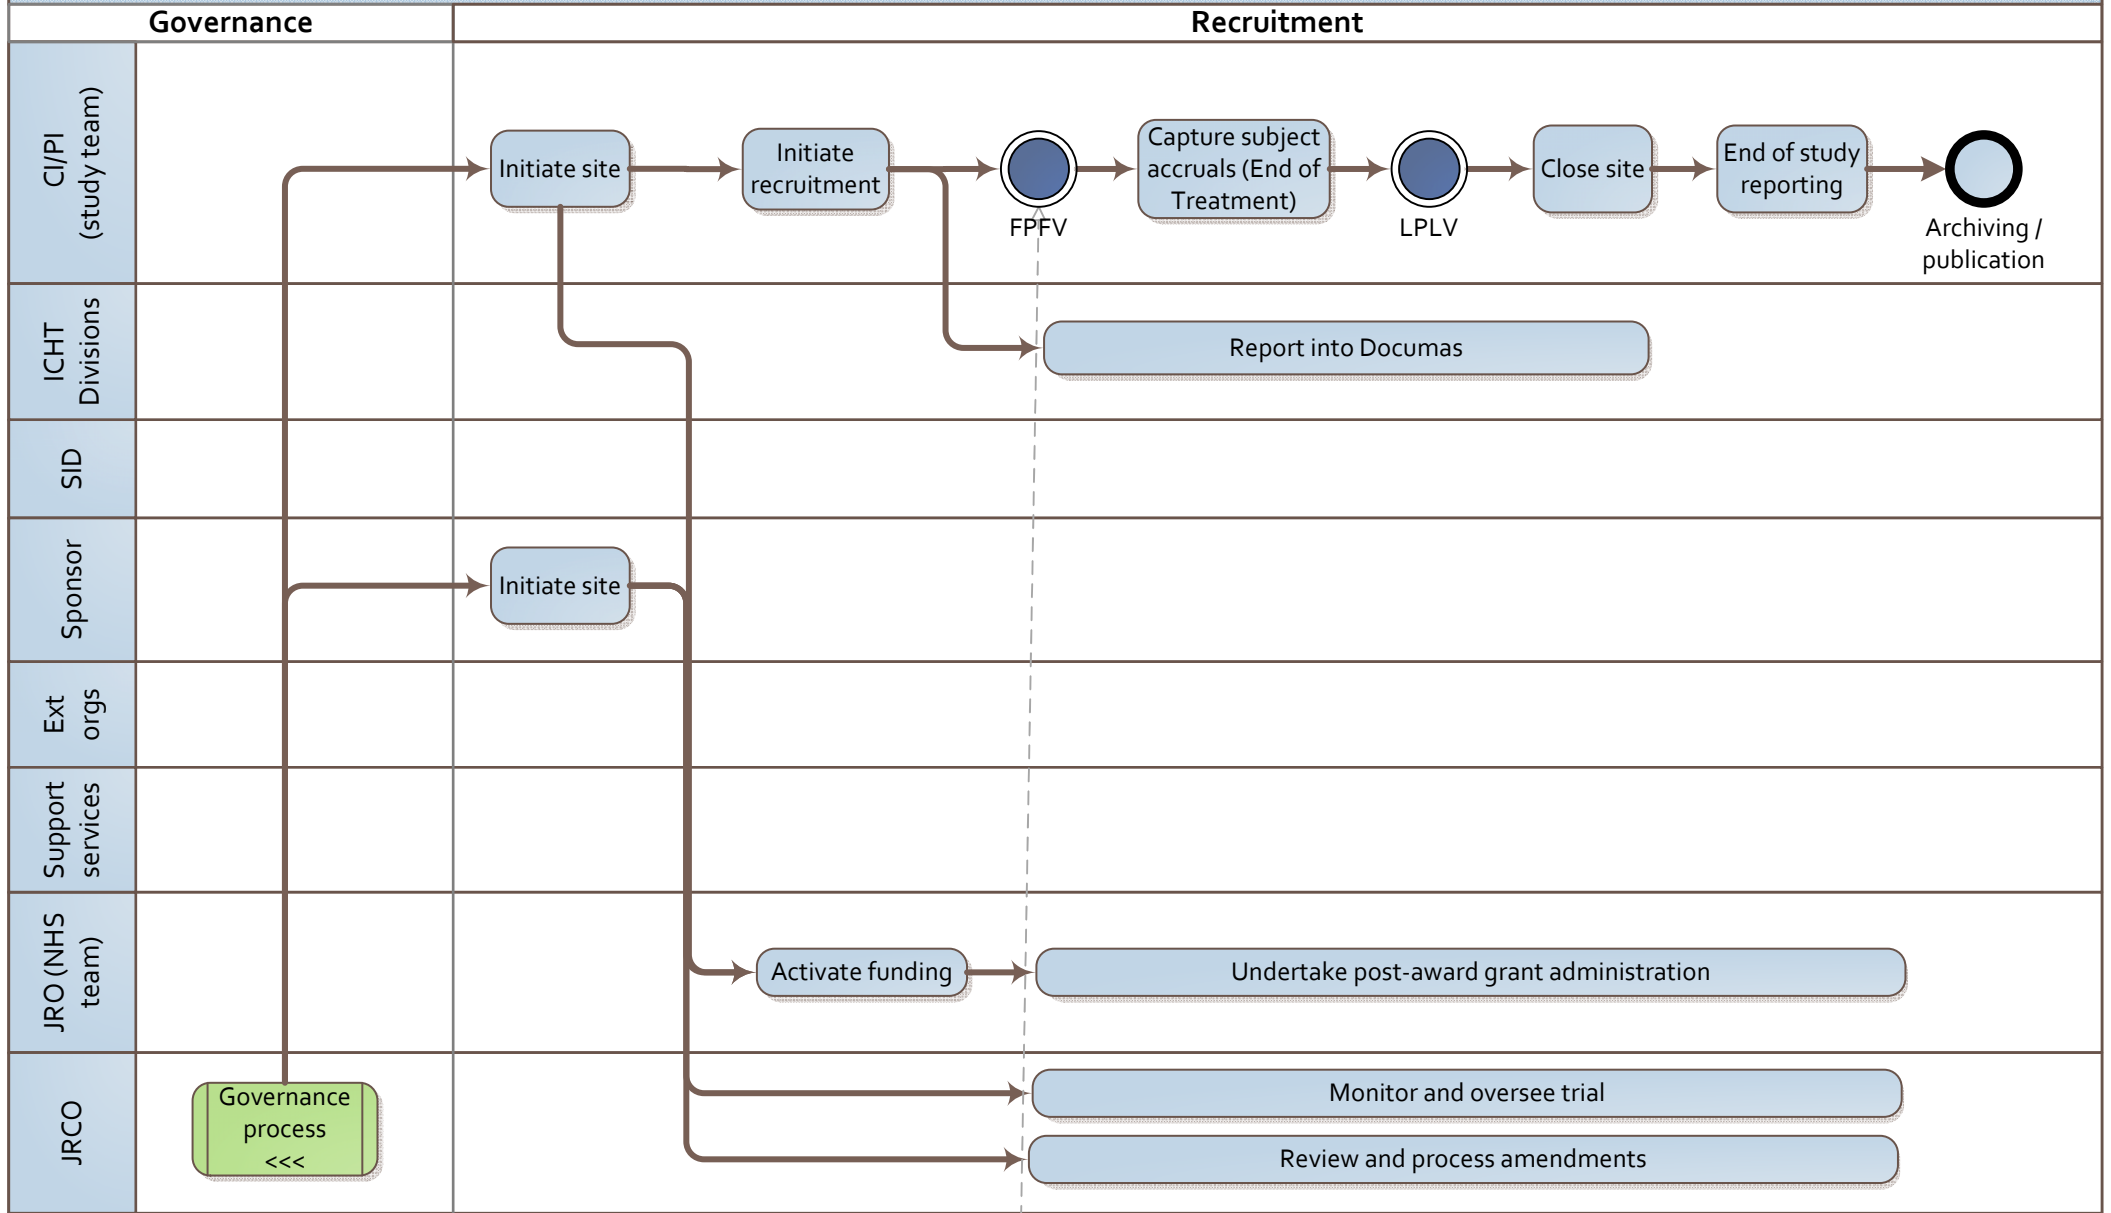 Governance
Recruitment
CI/PI
(study team)
Initiate site
Initiate
recruitment
FPFV
Capture subject
accruals (End of
Treatment)
LPLV
Close site
End of study
reporting
Archiving /
publication
ICHT
Divisions
Report into Documas
SID
Sponsor
Initiate site
Ext
orgs
Support
services
JRO (NHS
team)
Activate funding
Undertake post-award grant administration
JRCO
Governance
process
<<<
Monitor and oversee trial
Review and process amendments